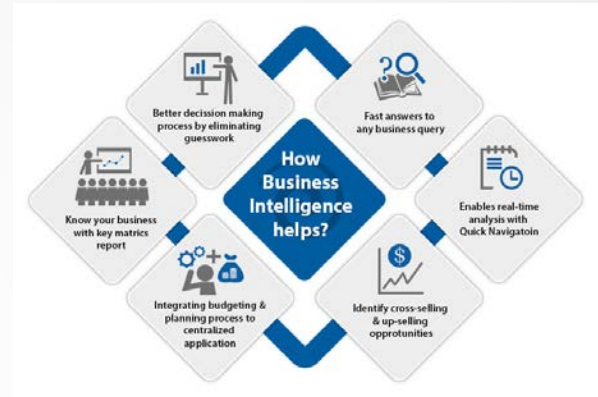 Better decission making
process by eliminating
guesswork
Fast answers to
any business query
How
Business
Intelligence
helps?
Know your business
with key matrics
report
Enables real-time
analysis with
Quick Navigatoin
Integrating budgeting &
planning process to
centralized
application
Identify cross-selling
& up-selling
opprotunities